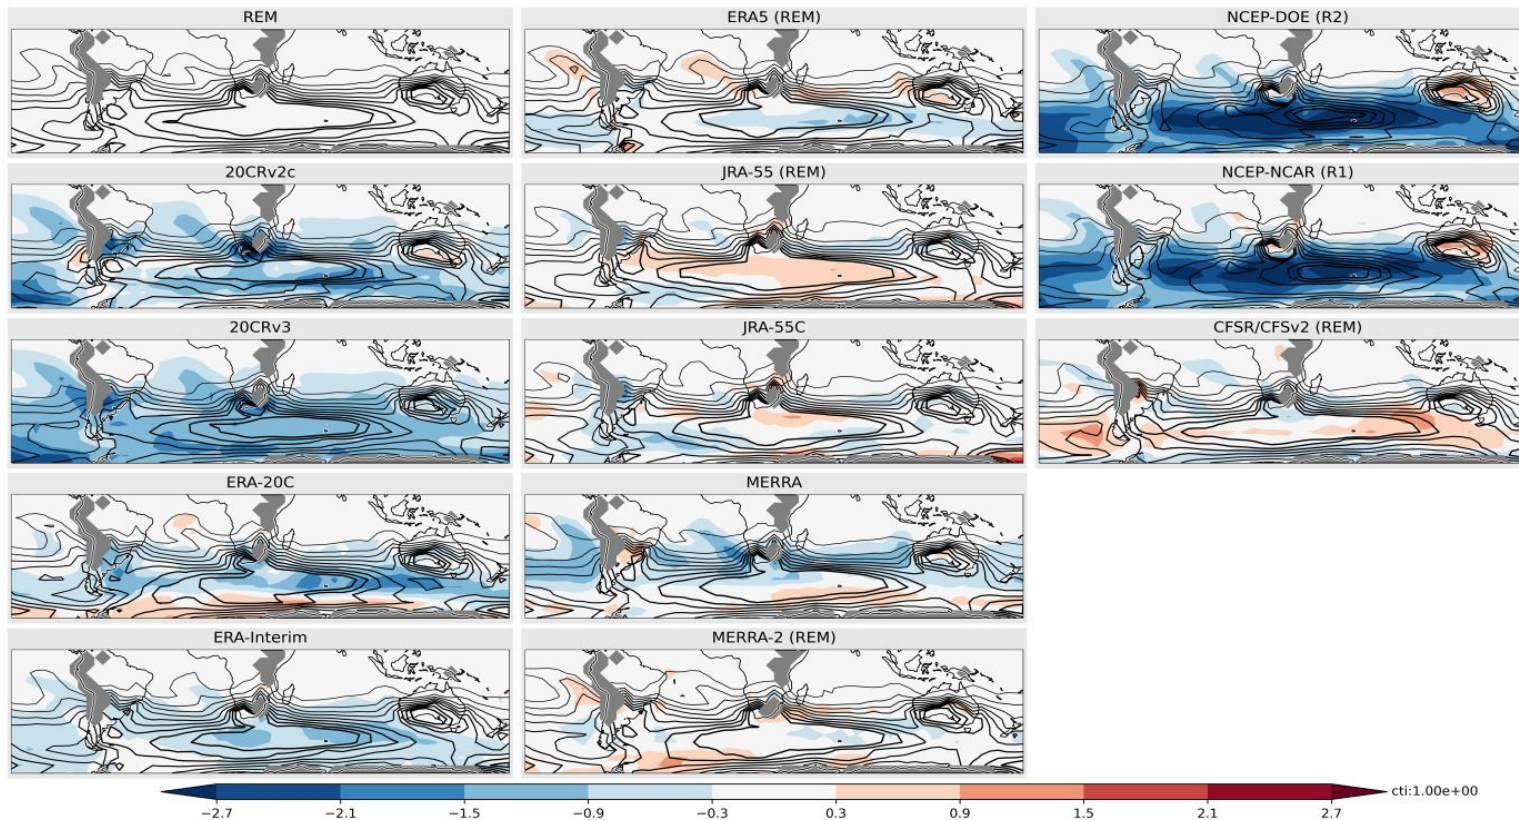 REM
ERA5 (REM)
NCEP-DOE (R2)
20CRv2c
JRA-55 (REM)
NCEP-NCAR (R1)
20CRv3
JRA-55C
CFSR/CFSv2 (REM)
ERA-20C
MERRA
ERA-Interim
MERRA-2 (REM)
cti:1.00e+00
−2.7 −2.1 −1.5 −0.9 −0.3 0.3 0.9 1.5 2.1 2.7